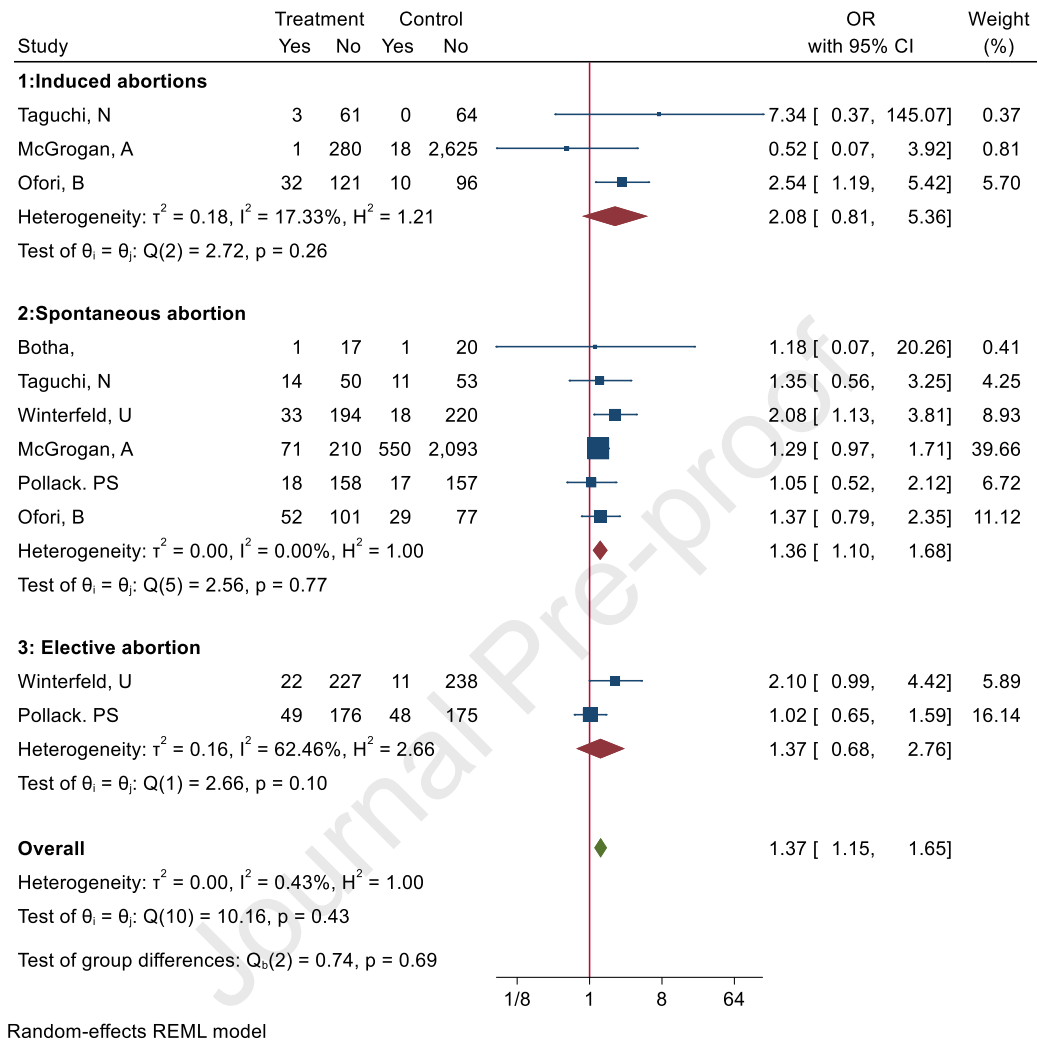 Treatment Control OR Weight
Study Yes No Yes No with 95% CI (%)
1:Induced abortions
Taguchi, N 3 61 0 64 7.34 [ 0.37, 145.07] 0.37
McGrogan, A 1 280 18 2,625 0.52 [ 0.07, 3.92] 0.81
Ofori, B 32 121 10 96 2.54 [ 1.19, 5.42] 5.70
Heterogeneity: τ² = 0.18, I² = 17.33%, H² = 1.21 2.08 [ 0.81, 5.36]
Test of θᵢ = θⱼ: Q(2) = 2.72, p = 0.26
2:Spontaneous abortion
Botha, 1 17 1 20 1.18 [ 0.07, 20.26] 0.41
Taguchi, N 14 50 11 53 1.35 [ 0.56, 3.25] 4.25
Winterfeld, U 33 194 18 220 2.08 [ 1.13, 3.81] 8.93
McGrogan, A 71 210 550 2,093 1.29 [ 0.97, 1.71] 39.66
Pollack. PS 18 158 17 157 1.05 [ 0.52, 2.12] 6.72
Ofori, B 52 101 29 77 1.37 [ 0.79, 2.35] 11.12
Heterogeneity: τ² = 0.00, I² = 0.00%, H² = 1.00 1.36 [ 1.10, 1.68]
Test of θᵢ = θⱼ: Q(5) = 2.56, p = 0.77
3: Elective abortion
Winterfeld, U 22 227 11 238 2.10 [ 0.99, 4.42] 5.89
Pollack. PS 49 176 48 175 1.02 [ 0.65, 1.59] 16.14
Heterogeneity: τ² = 0.16, I² = 62.46%, H² = 2.66 1.37 [ 0.68, 2.76]
Test of θᵢ = θⱼ: Q(1) = 2.66, p = 0.10
Overall 1.37 [ 1.15, 1.65]
Heterogeneity: τ² = 0.00, I² = 0.43%, H² = 1.00
Test of θᵢ = θⱼ: Q(10) = 10.16, p = 0.43
Test of group differences: Q_b(2) = 0.74, p = 0.69
1/8 1 8 64
Random-effects REML model
Journal Pre-proof